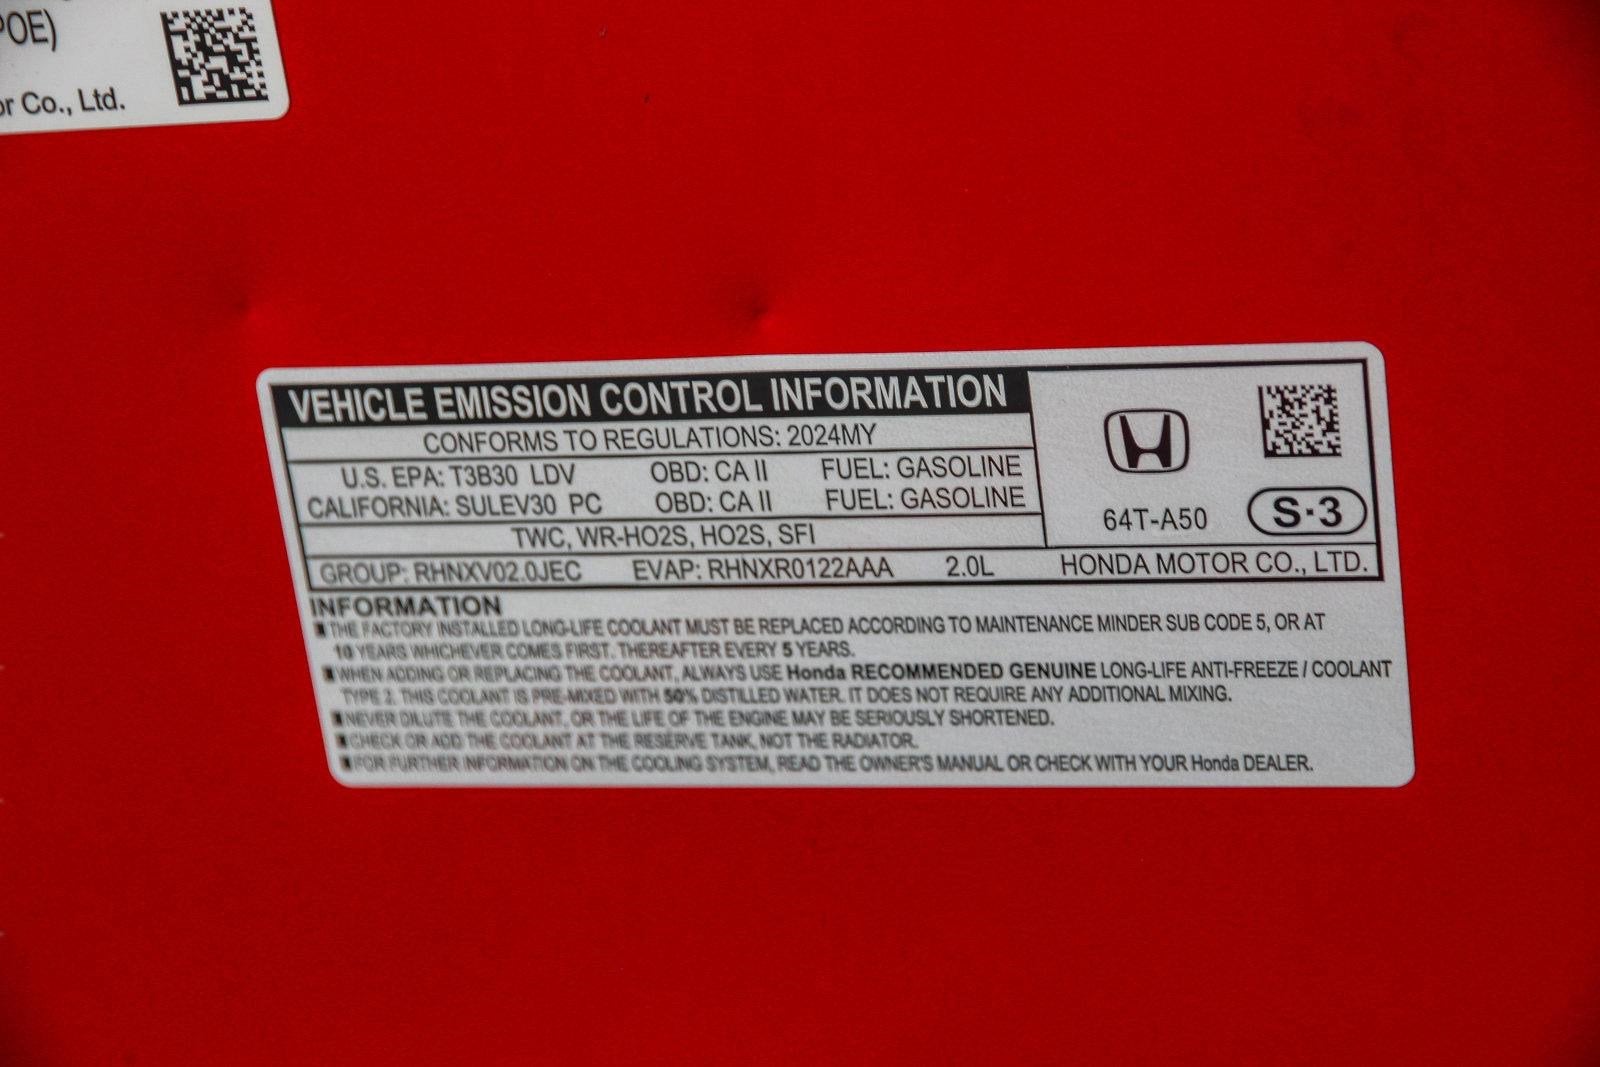 POE)
or Co., Ltd.
VEHICLE EMISSION CONTROL INFORMATION
CONFORMS TO REGULATIONS: 2024MY
U.S. EPA: T3B30 LDV OBD: CA II FUEL: GASOLINE
CALIFORNIA: SULEV30 PC OBD: CA II FUEL: GASOLINE
TWC, WR-HO2S, HO2S, SFI
64T-A50 S·3
GROUP: RHNXV02.0JEC EVAP: RHNXR0122AAA 2.0L HONDA MOTOR CO., LTD.
INFORMATION
■THE FACTORY INSTALLED LONG-LIFE COOLANT MUST BE REPLACED ACCORDING TO MAINTENANCE MINDER SUB CODE 5, OR AT
10 YEARS WHICHEVER COMES FIRST. THEREAFTER EVERY 5 YEARS.
■WHEN ADDING OR REPLACING THE COOLANT, ALWAYS USE Honda RECOMMENDED GENUINE LONG-LIFE ANTI-FREEZE / COOLANT
TYPE 2. THIS COOLANT IS PRE-MIXED WITH 50% DISTILLED WATER. IT DOES NOT REQUIRE ANY ADDITIONAL MIXING.
■NEVER DILUTE THE COOLANT, OR THE LIFE OF THE ENGINE MAY BE SERIOUSLY SHORTENED.
■CHECK OR ADD THE COOLANT AT THE RESERVE TANK, NOT THE RADIATOR.
■FOR FURTHER INFORMATION ON THE COOLING SYSTEM, READ THE OWNER'S MANUAL OR CHECK WITH YOUR Honda DEALER.